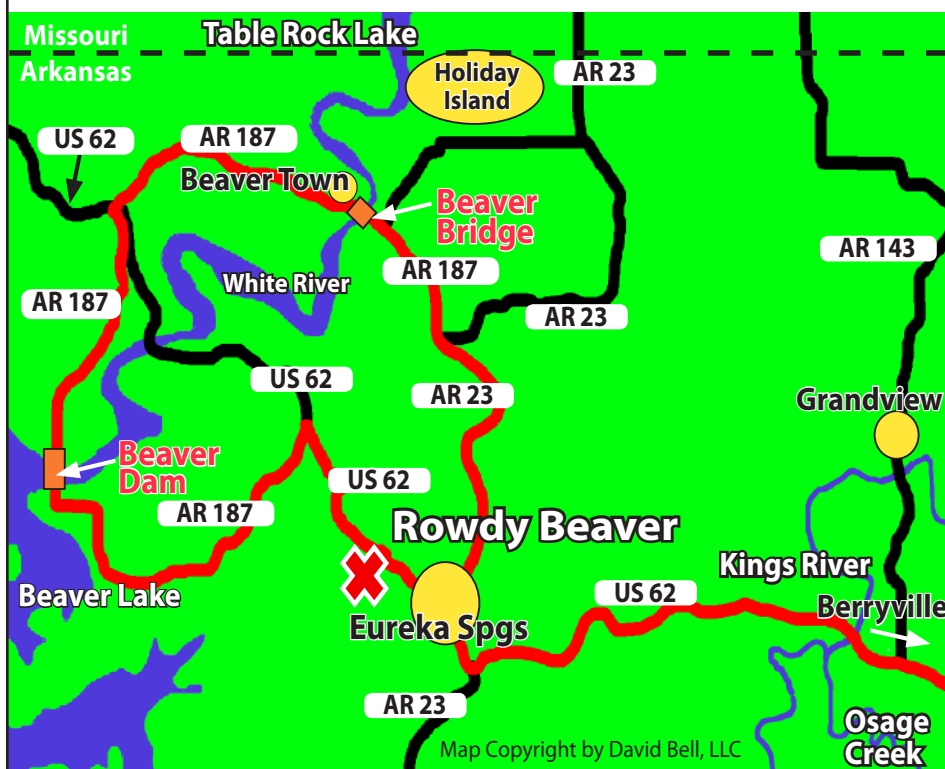 Missouri
Table Rock Lake
Arkansas
Holiday
Island
AR 23
US 62
AR 187
Beaver Town
Beaver
Bridge
AR 143
White River
AR 187
AR 187
AR 23
US 62
AR 23
Grandview
Beaver
Dam
US 62
AR 187
Rowdy Beaver
Kings River
Beaver Lake
US 62
Berryville
Eureka Spgs
AR 23
Osage
Creek
Map Copyright by David Bell, LLC